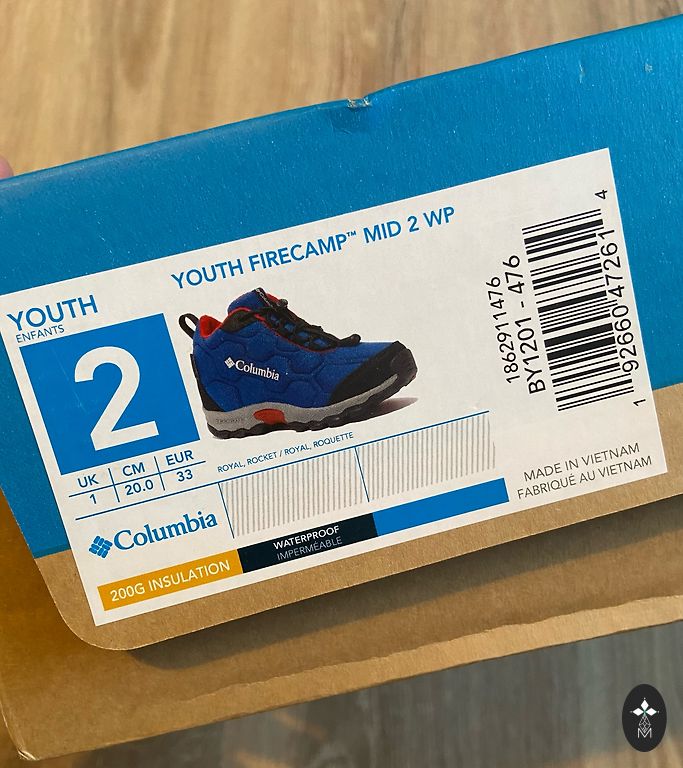 YOUTH FIRECAMP™ MID 2 WP
YOUTH
ENFANTS
2
UK
1
CM
20.0
EUR
33
Columbia
ROYAL, ROCKET / ROYAL, ROQUETTE
Columbia
200G INSULATION
WATERPROOF
IMPERMÉABLE
1862911476
BY1201 - 476
1 92660 47261 4
MADE IN VIETNAM
FABRIQUÉ AU VIETNAM